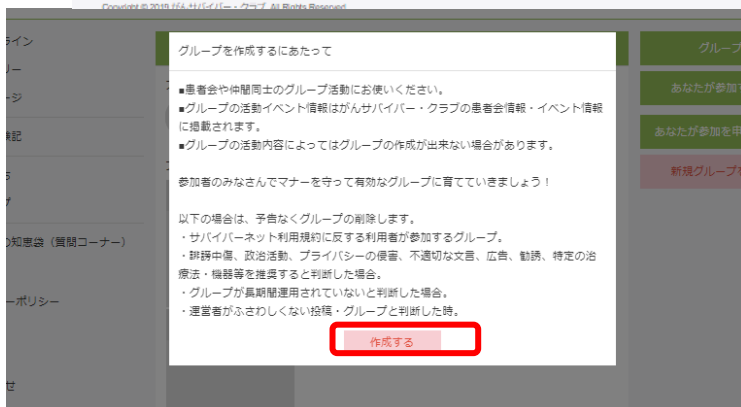 Copyright © 2019 がんサバイバー・クラブ All Rights Reserved.
イン
リー
ージ
検記
の知恵袋（質問コーナー）
ーポリシー
せ
グループを作成するにあたって
■患者会や仲間同士のグループ活動にお使いください。
■グループの活動イベント情報はがんサバイバー・クラブの患者会情報・イベント情報
に掲載されます。
■グループの活動内容によってはグループの作成が出来ない場合があります。
参加者のみなさんでマナーを守って有効なグループに育てていきましょう！
以下の場合は、予告なくグループの削除します。
・サバイバーネット利用規約に反する利用者が参加するグループ。
・誹謗中傷、政治活動、プライバシーの侵害、不適切な文言、広告、勧誘、特定の治
療法・機器等を推奨すると判断した場合。
・グループが長期間運用されていないと判断した場合。
・運営者がふさわしくない投稿・グループと判断した時。
作成する
グループ
あなたが参加
あなたが参加を申
新規グループを